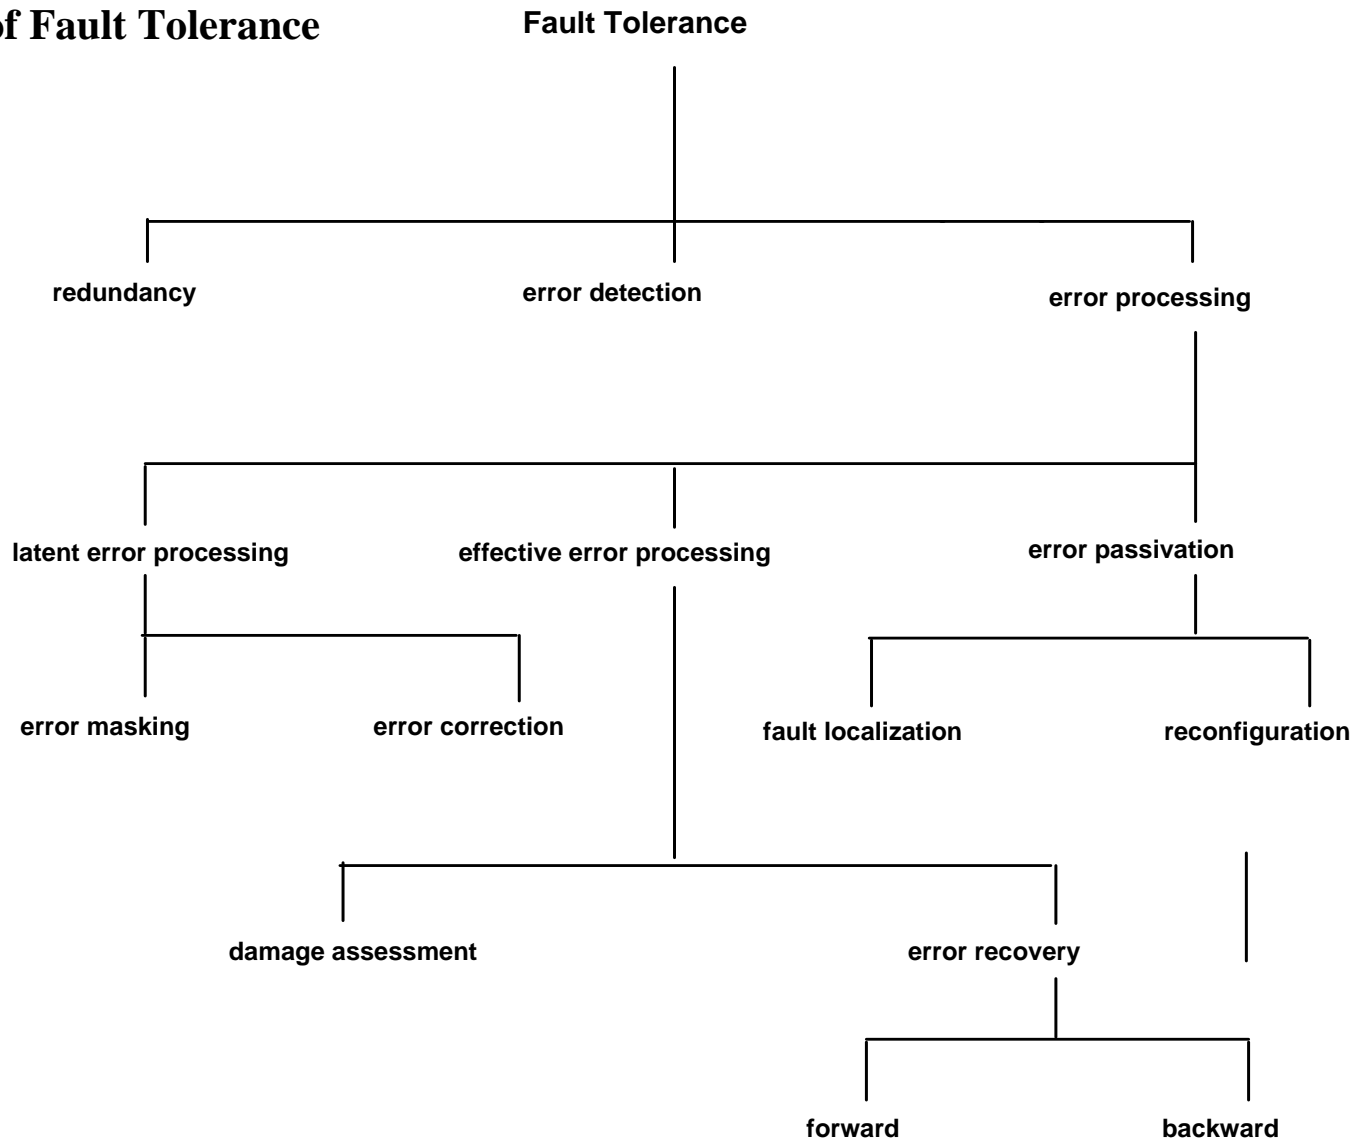 of Fault Tolerance
Fault Tolerance
redundancy
error detection
error processing
latent error processing
effective error processing
error passivation
error masking
error correction
fault localization
reconfiguration
damage assessment
error recovery
forward
backward